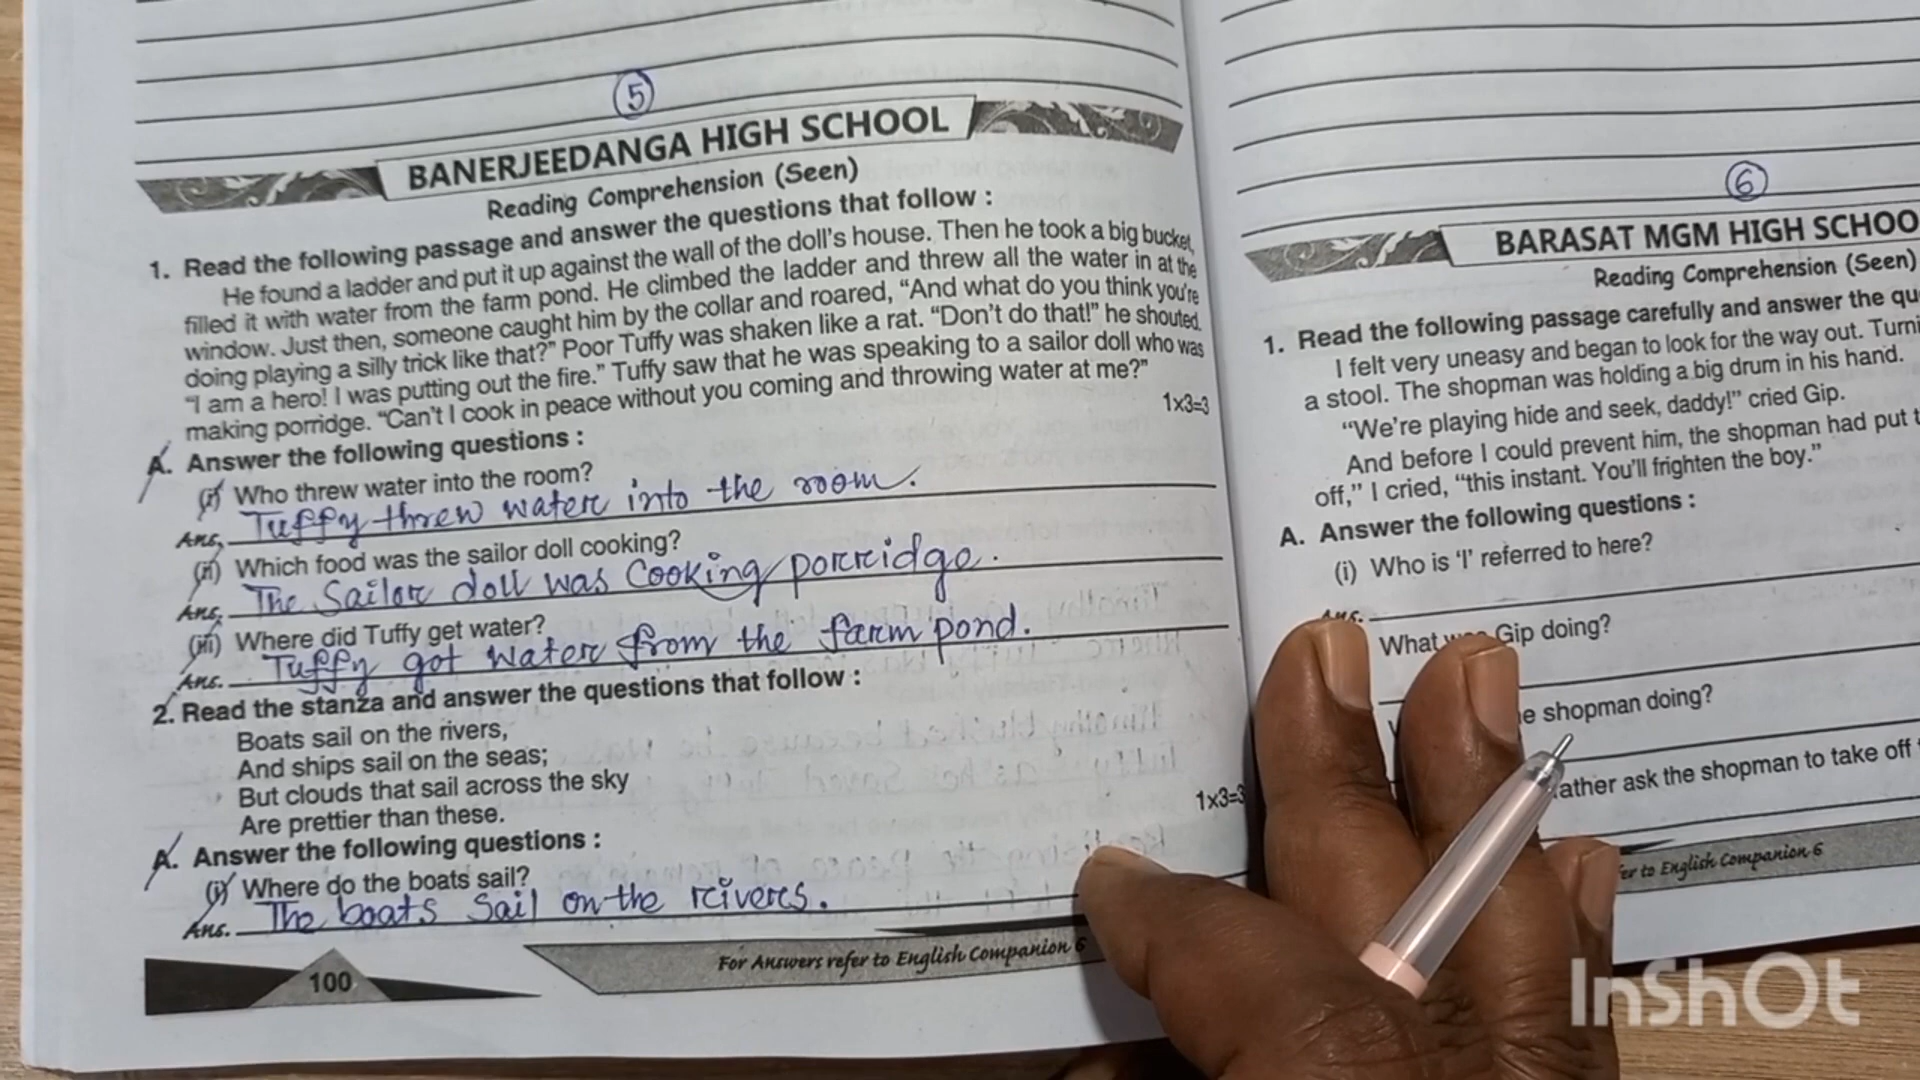 5
BANERJEEDANGA HIGH SCHOOL
Reading Comprehension (Seen)
1. Read the following passage and answer the questions that follow :
He found a ladder and put it up against the wall of the doll's house. Then he took a big bucket,
filled it with water from the farm pond. He climbed the ladder and threw all the water in at the
window. Just then, someone caught him by the collar and roared, "And what do you think you're
doing playing a silly trick like that?" Poor Tuffy was shaken like a rat. "Don't do that!" he shouted.
"I am a hero! I was putting out the fire." Tuffy saw that he was speaking to a sailor doll who was
making porridge. "Can't I cook in peace without you coming and throwing water at me?"
A. Answer the following questions : 1x3=3
(i) Who threw water into the room?
Ans. Tuffy threw water into the room.
(ii) Which food was the sailor doll cooking?
Ans. The Sailor doll was Cooking porridge.
(iii) Where did Tuffy get water?
Ans. Tuffy got water from the farm pond.
2. Read the stanza and answer the questions that follow :
Boats sail on the rivers,
And ships sail on the seas;
But clouds that sail across the sky
Are prettier than these.
A. Answer the following questions : 1x3=3
(i) Where do the boats sail?
Ans. The boats Sail on the rivers.
100
For Answers refer to English Companion 6
6
BARASAT MGM HIGH SCHOO
Reading Comprehension (Seen)
1. Read the following passage carefully and answer the qu
I felt very uneasy and began to look for the way out. Turni
a stool. The shopman was holding a big drum in his hand.
"We're playing hide and seek, daddy!" cried Gip.
And before I could prevent him, the shopman had put t
off," I cried, "this instant. You'll frighten the boy."
A. Answer the following questions :
(i) Who is 'I' referred to here?
Ans.
What Gip doing?
e shopman doing?
ather ask the shopman to take off
er to English Companion 6
InShOt